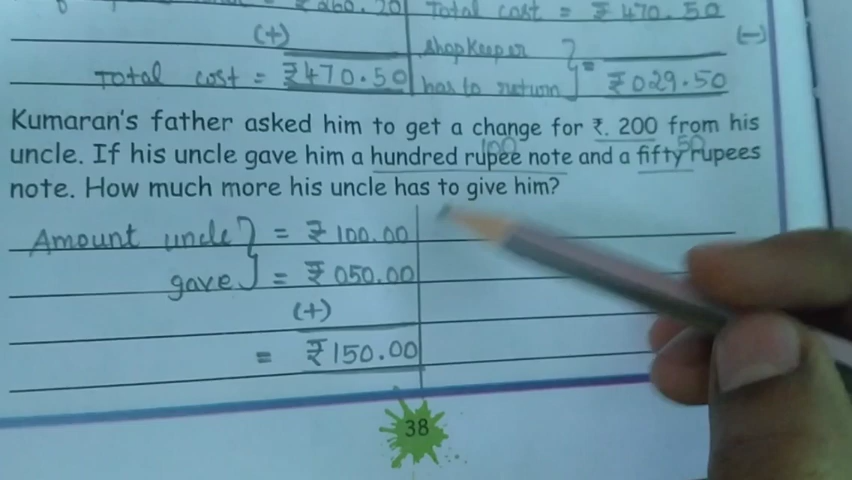 ₹260.20 Total cost = ₹470.50
(+) shopkeeper (-)
Total cost = ₹470.50 has to return } = ₹029.50
Kumaran's father asked him to get a change for ₹. 200 from his
100 50
uncle. If his uncle gave him a hundred rupee note and a fifty rupees
note. How much more his uncle has to give him?
Amount uncle } = ₹100.00
gave = ₹050.00
(+)
= ₹150.00
38